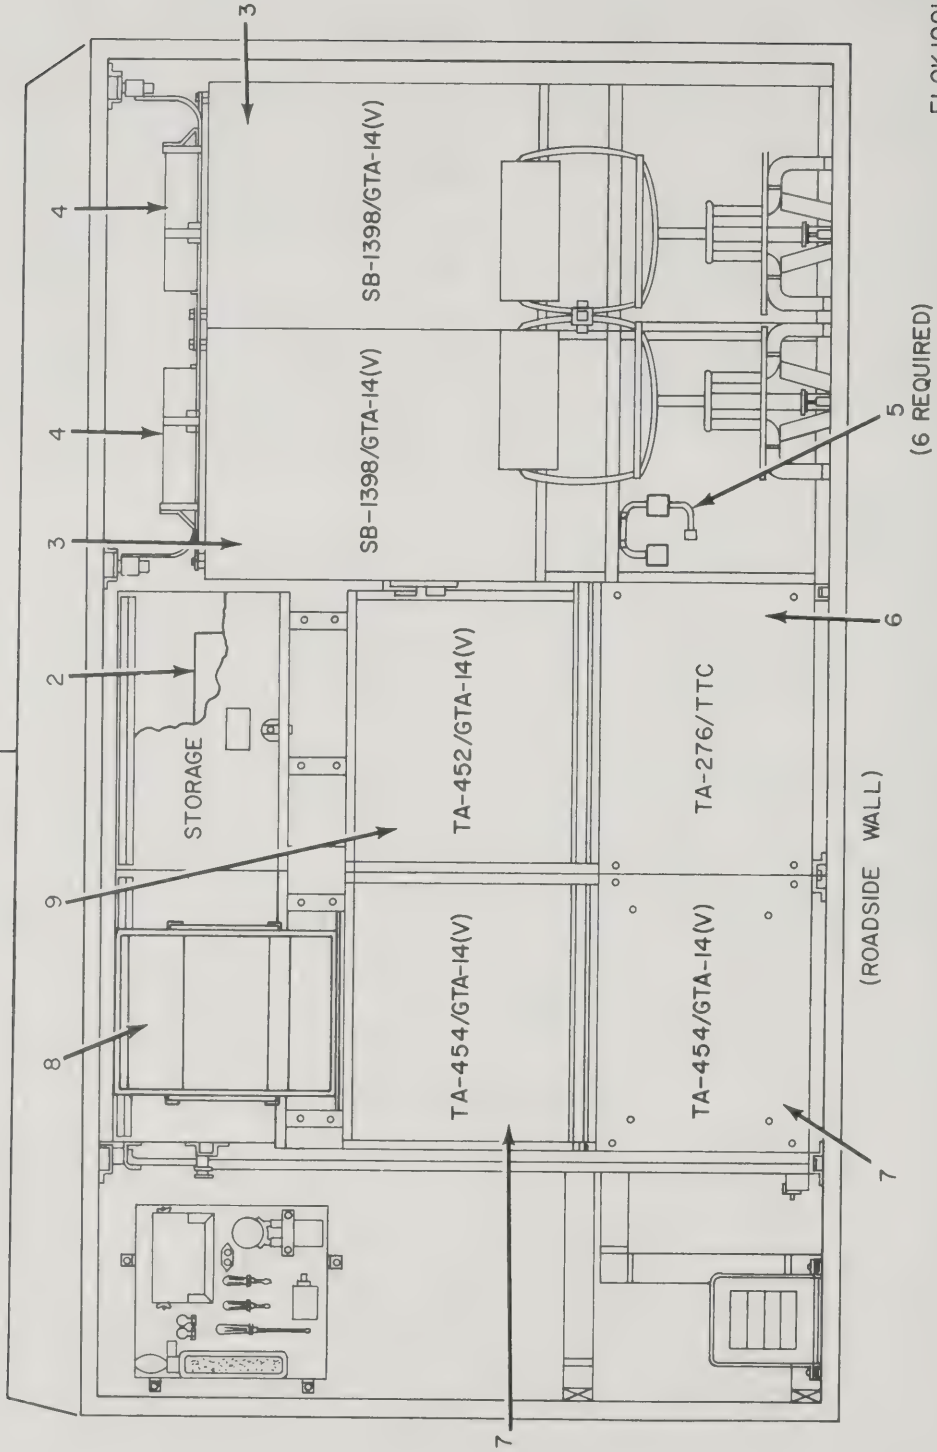 8
9
2
3
4
4
3
STORAGE
TA-454/GTA-14(V)
TA-452/GTA-14(V)
SB-1398/GTA-14(V)
SB-1398/GTA-14(V)
TA-454/GTA-14(V)
TA-276/TTC
7
7
6
5
(6 REQUIRED)
(ROADSIDE WALL)